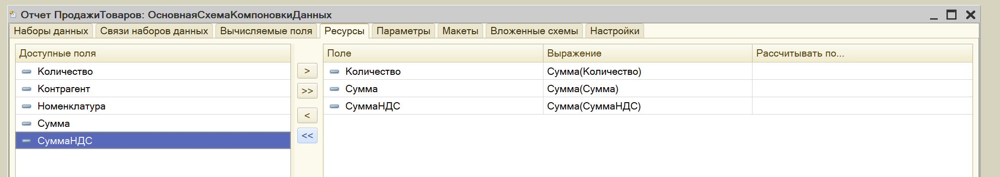 Отчет ПродажиТоваров: ОсновнаяСхемаКомпоновкиДанных
Наборы данных Связи наборов данных Вычисляемые поля Ресурсы Параметры Макеты Вложенные схемы Настройки
Доступные поля
Количество
Контрагент
Номенклатура
Сумма
СуммаНДС
>
>>
<
<<
Поле Выражение Рассчитывать по...
Количество Сумма(Количество)
Сумма Сумма(Сумма)
СуммаНДС Сумма(СуммаНДС)